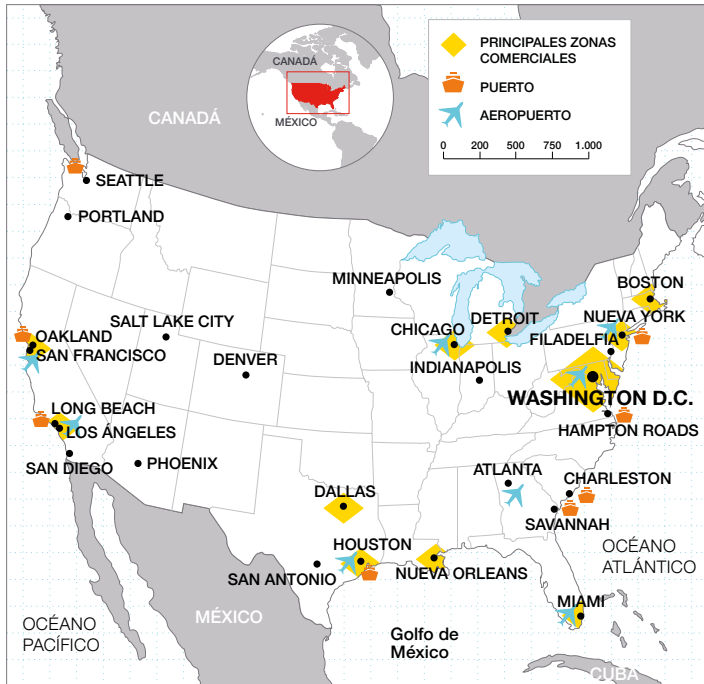 CANADÁ
MÉXICO
PRINCIPALES ZONAS
COMERCIALES
PUERTO
AEROPUERTO
0 200 500 750 1.000
CANADÁ
SEATTLE
PORTLAND
MINNEAPOLIS
BOSTON
SALT LAKE CITY
DETROIT
NUEVA YORK
OAKLAND
CHICAGO
FILADELFIA
SAN FRANCISCO
DENVER
INDIANAPOLIS
WASHINGTON D.C.
LONG BEACH
LOS ÁNGELES
HAMPTON ROADS
SAN DIEGO
PHOENIX
ATLANTA
CHARLESTON
DALLAS
SAVANNAH
HOUSTON
OCÉANO
ATLÁNTICO
SAN ANTONIO
NUEVA ORLEANS
MIAMI
OCÉANO
PACÍFICO
MÉXICO
Golfo de
México
CUBA